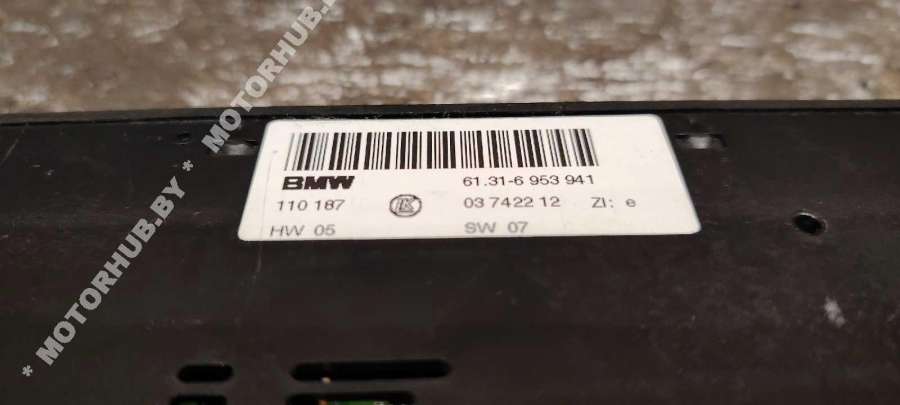 BMW 61.31-6 953 941
110 187 K 03 7422 12 ZI: e
HW 05 SW 07
* MOTORHUB.BY * MOTORHUB